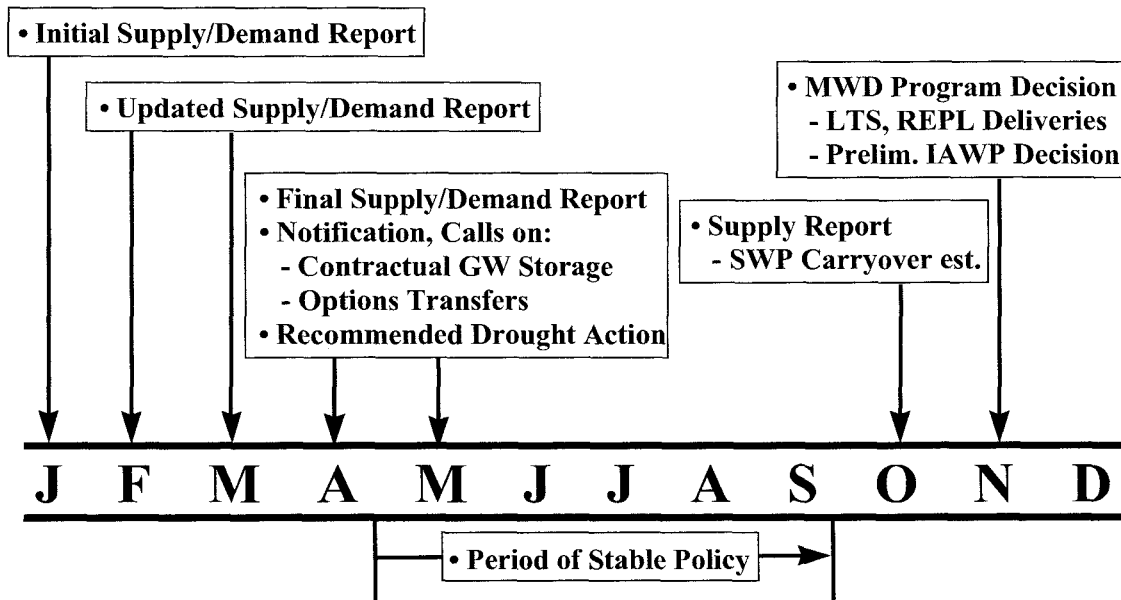 • Initial Supply/Demand Report
• Updated Supply/Demand Report
• MWD Program Decision
- LTS, REPL Deliveries
- Prelim. IAWP Decision
• Final Supply/Demand Report
• Notification, Calls on:
- Contractual GW Storage
- Options Transfers
• Recommended Drought Action
• Supply Report
- SWP Carryover est.
J F M A M J J A S O N D
• Period of Stable Policy